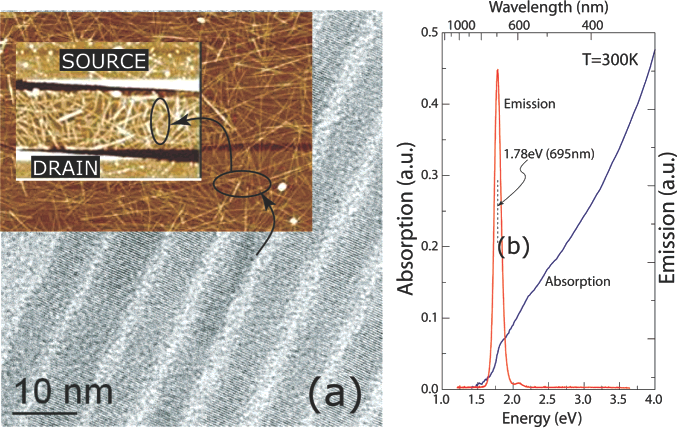 SOURCE
DRAIN
10 nm
(a)
Wavelength (nm)
1000
600
400
T=300K
Emission
1.78eV (695nm)
(b)
Absorption
Absorption (a.u.)
Emission (a.u.)
0.5
0.4
0.3
0.2
0.1
0.0
1.0
1.5
2.0
2.5
3.0
3.5
4.0
Energy (eV)